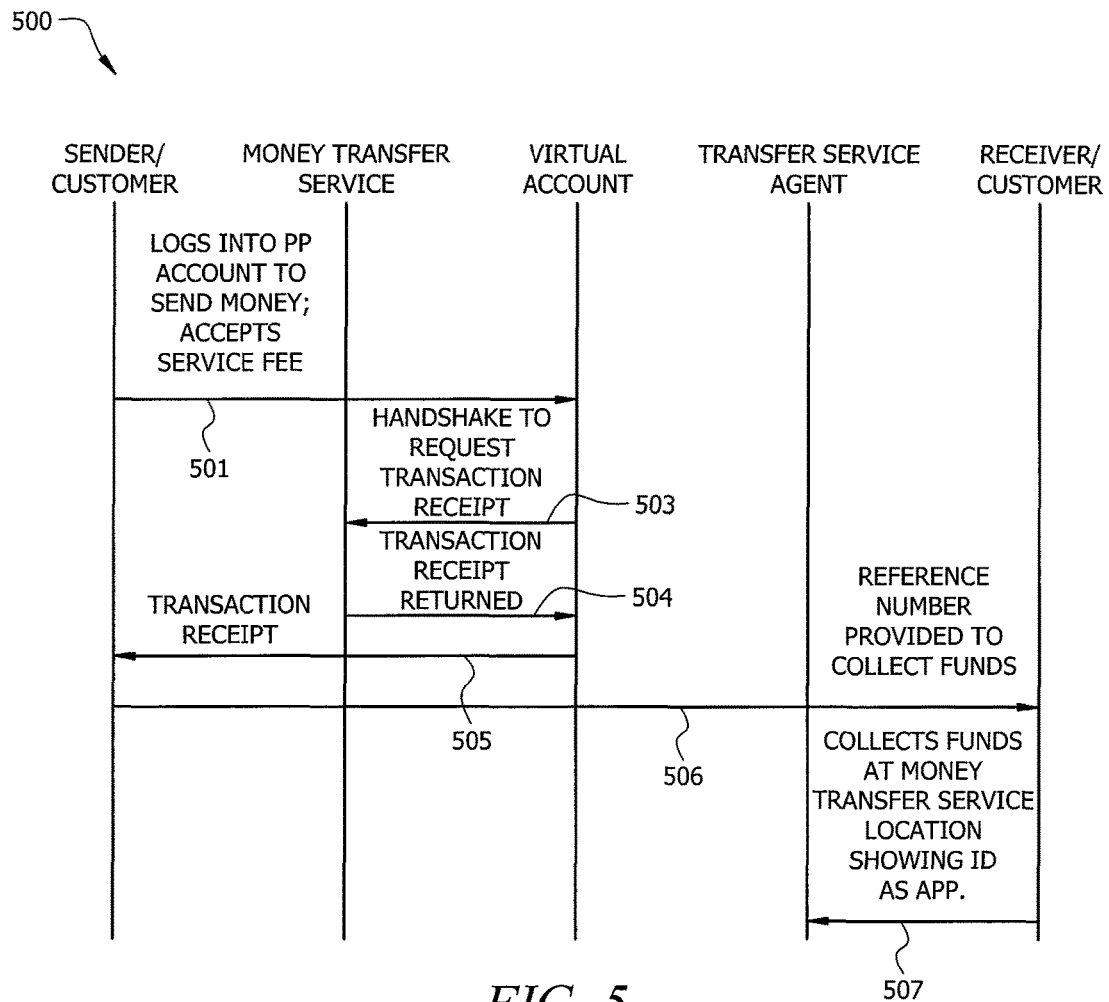 500
SENDER/
CUSTOMER
MONEY TRANSFER
SERVICE
VIRTUAL
ACCOUNT
TRANSFER SERVICE
AGENT
RECEIVER/
CUSTOMER
LOGS INTO PP
ACCOUNT TO
SEND MONEY;
ACCEPTS
SERVICE FEE
501
HANDSHAKE TO
REQUEST
TRANSACTION
RECEIPT
503
TRANSACTION
RECEIPT
RETURNED
504
TRANSACTION
RECEIPT
505
REFERENCE
NUMBER
PROVIDED TO
COLLECT FUNDS
506
COLLECTS FUNDS
AT MONEY
TRANSFER SERVICE
LOCATION
SHOWING ID
AS APP.
507
FIG. 5